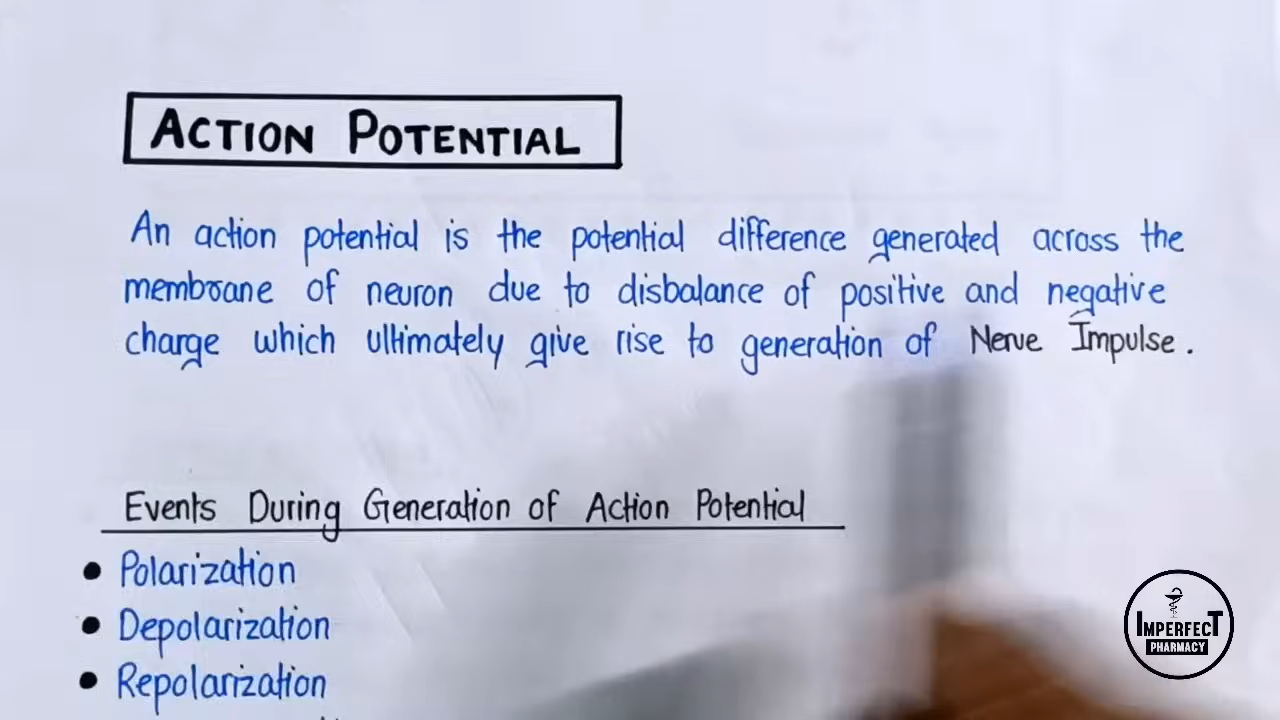 ACTION POTENTIAL
An action potential is the potential difference generated across the
membrane of neuron due to disbalance of positive and negative
charge which ultimately give rise to generation of Nerve Impulse.
Events During Generation of Action Potential
• Polarization
• Depolarization
• Repolarization
IMPERFECT
PHARMACY